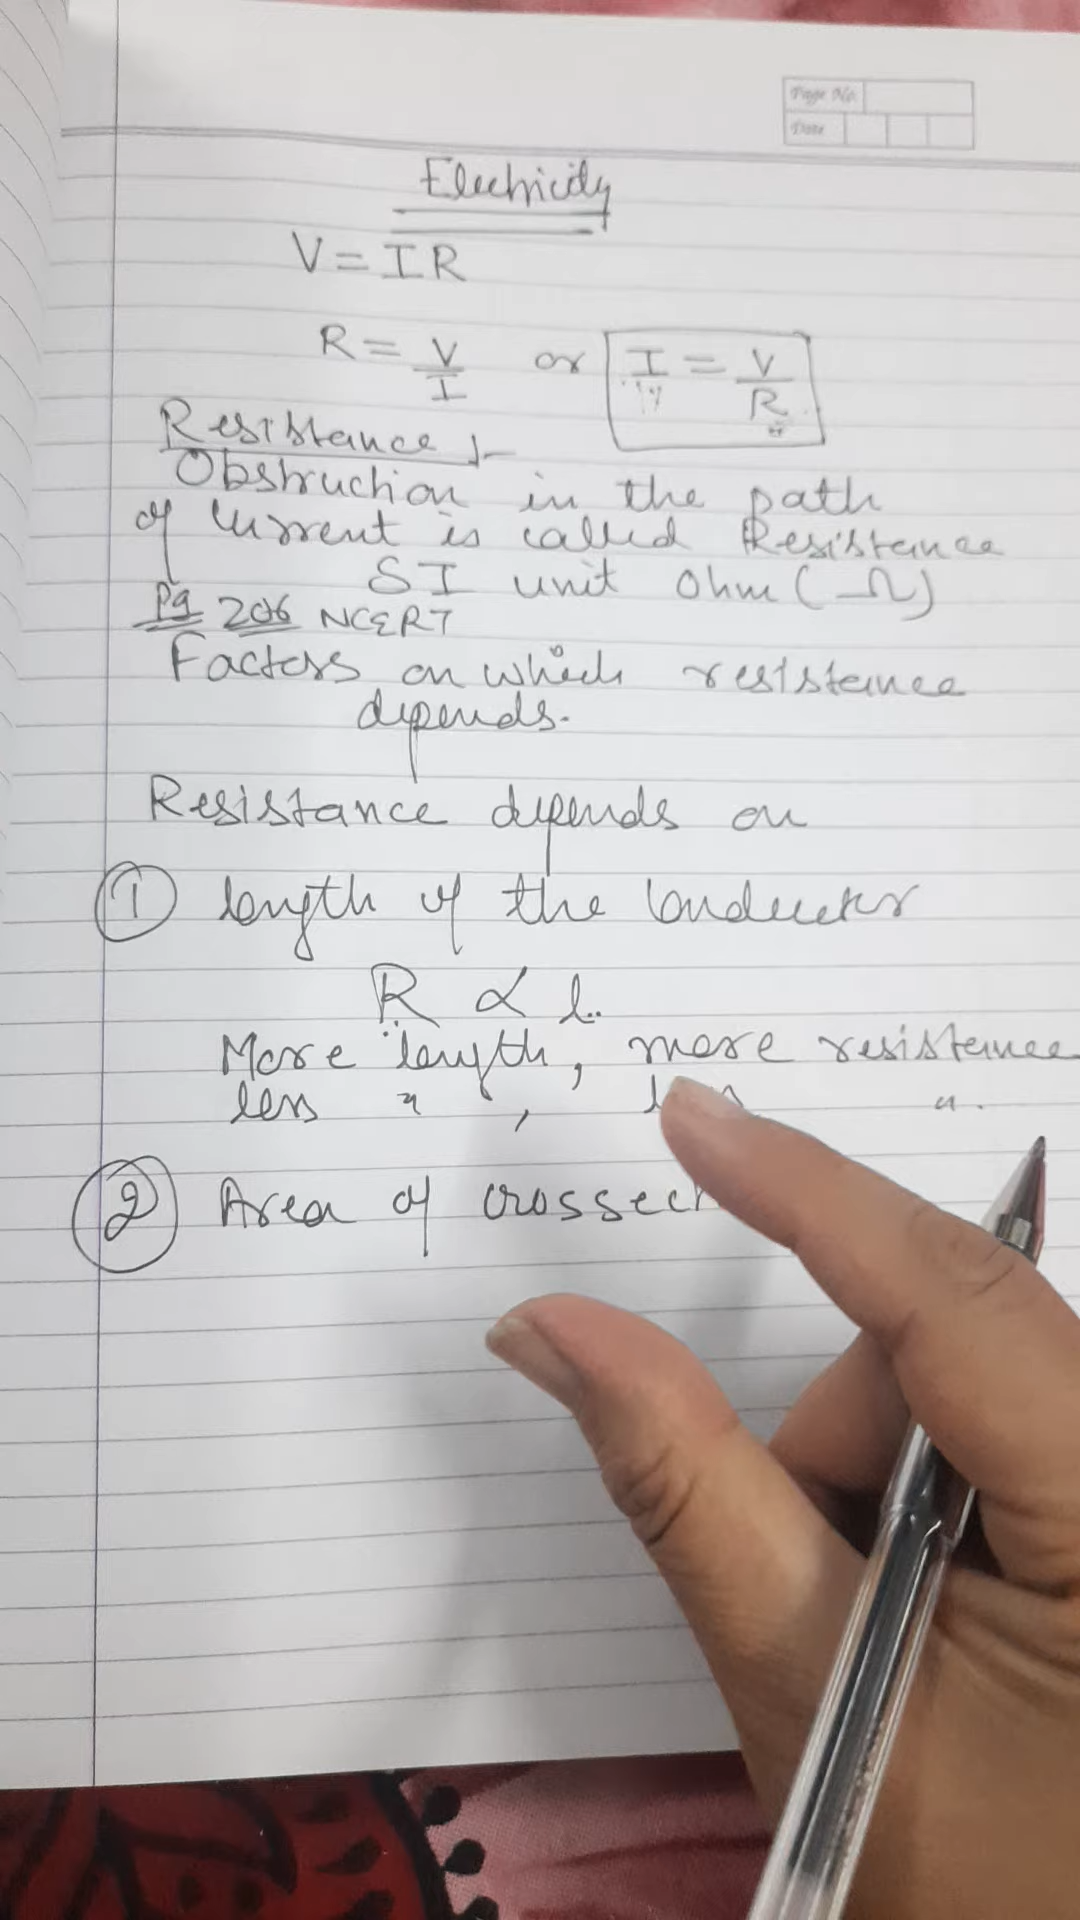 Page No.
Date
Electricity
V = IR
R = V/I or I = V/R
Resistance :-
Obstruction in the path
of current is called Resistance
SI unit Ohm (Ω)
Pg 206 NCERT
Factors on which resistance
depends.
Resistance depends on
① length of the conductor
R ∝ l.
More length, more resistance
less " , ".
② Area of